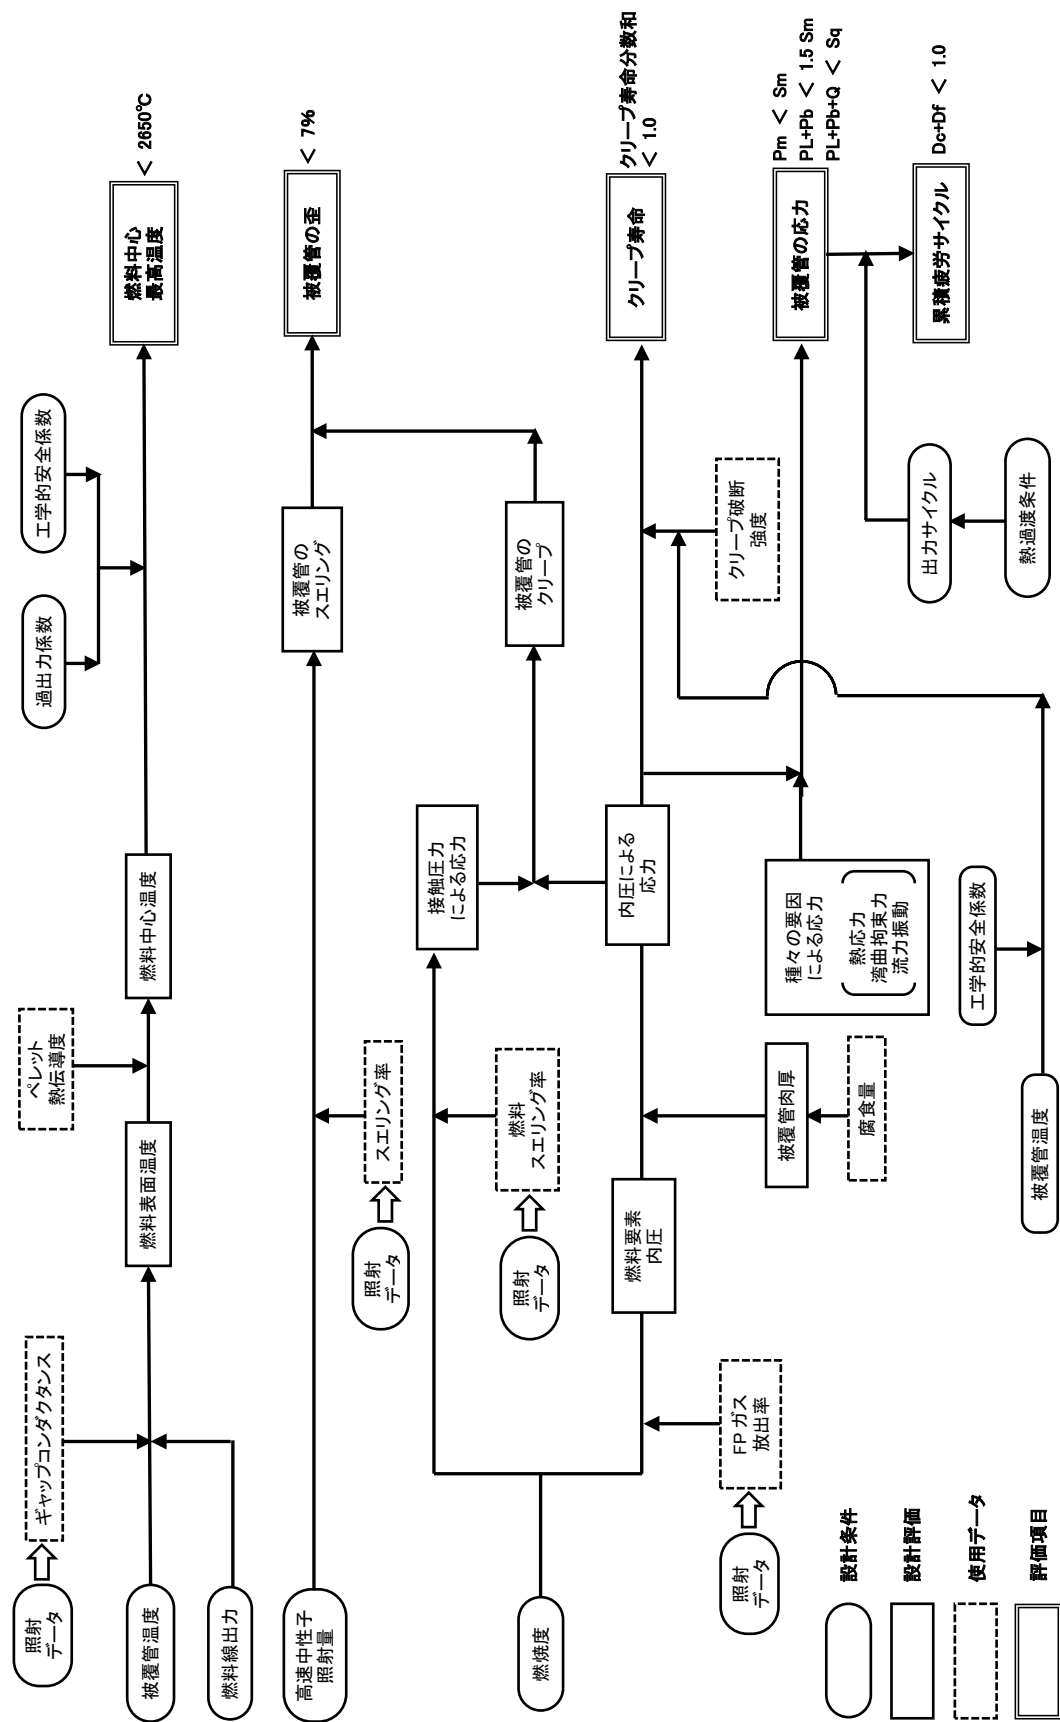 照射
データ
ギャップコンダクタンス
ペレット
熱伝導度
過出力係数
工学的安全係数
被覆管温度
燃料線出力
燃料表面温度
燃料中心温度
燃料中心
最高温度
＜ 2650℃
高速中性子
照射量
照射
データ
スエリング率
被覆管の
スエリング
被覆管の歪
＜ 7%
照射
データ
燃料
スエリング率
接触圧力
による応力
被覆管の
クリープ
燃焼度
燃料要素
内圧
内圧による
応力
クリープ寿命
クリープ寿命分数和
＜ 1.0
照射
データ
FPガス
放出率
被覆管肉厚
腐食量
種々の要因
による応力
熱応力
湾曲拘束力
流力振動
クリープ破断
強度
被覆管の応力
Pm ＜ Sm
PL+Pb ＜ 1.5 Sm
PL+Pb+Q ＜ Sq
出力サイクル
熱過渡条件
累積疲労サイクル
Dc+Df ＜ 1.0
被覆管温度
工学的安全係数
設計条件
設計評価
使用データ
評価項目